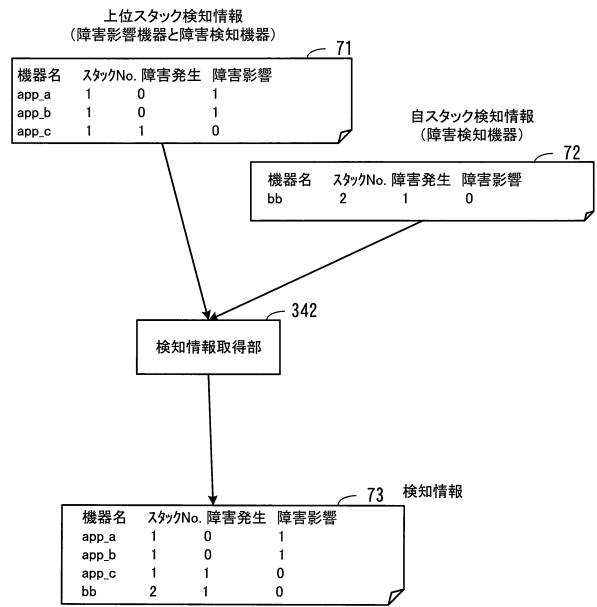 上位スタック検知情報
(障害影響機器と障害検知機器)
71
機器名 ｽﾀｯｸNo. 障害発生 障害影響
app_a 1 0 1
app_b 1 0 1
app_c 1 1 0
自スタック検知情報
(障害検知機器)
72
機器名 ｽﾀｯｸNo. 障害発生 障害影響
bb 2 1 0
342
検知情報取得部
73 検知情報
機器名 ｽﾀｯｸNo. 障害発生 障害影響
app_a 1 0 1
app_b 1 0 1
app_c 1 1 0
bb 2 1 0